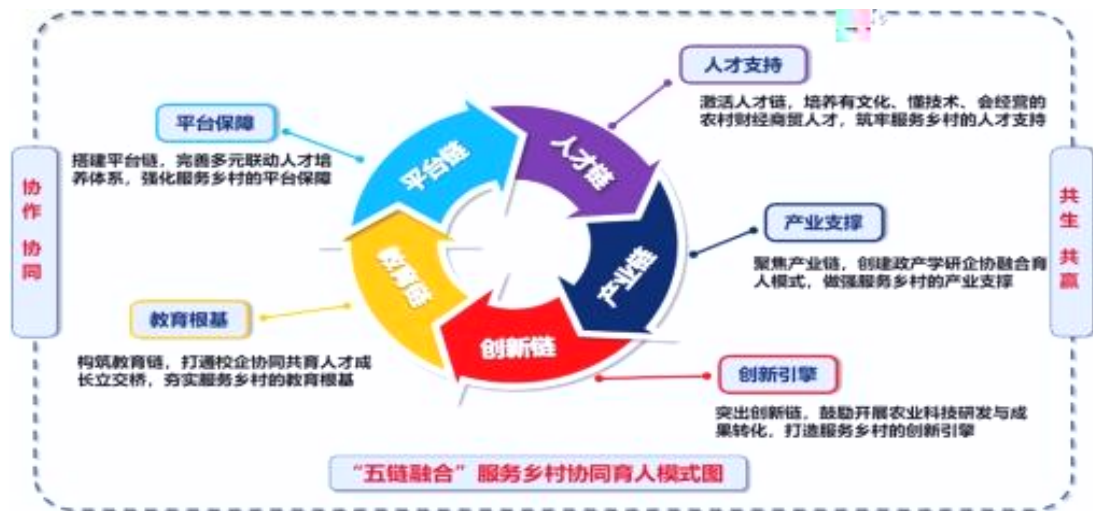 人才支持
激活人才链，培养有文化、懂技术、会经营的
农村财经商贸人才，筑牢服务乡村的人才支持
平台保障
搭建平台链，完善多元联动人才培
养体系，强化服务乡村的平台保障
平台链
人才链
协作 协同
共生 共赢
产业支撑
聚焦产业链，创建政产学研企协融合育
人模式，做强服务乡村的产业支撑
教育链
产业链
创新链
教育根基
构筑教育链，打通校企协同共育人才成
长立交桥，夯实服务乡村的教育根基
创新引擎
突出创新链，鼓励开展农业科技研发与成
果转化，打造服务乡村的创新引擎
“五链融合”服务乡村协同育人模式图